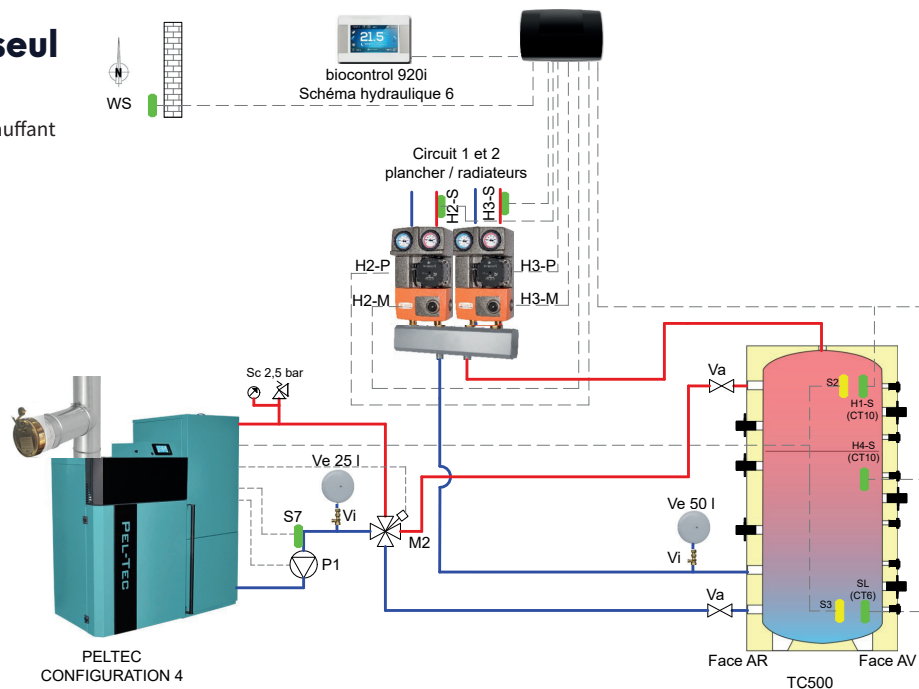 seul
uffant
N
WS
21.5
biocontrol 920i
Schéma hydraulique 6
Circuit 1 et 2
plancher / radiateurs
H2-S
H3-S
H2-P
H3-P
H2-M
H3-M
Sc 2,5 bar
Va
S2
H1-S
(CT10)
H4-S
(CT10)
Ve 25 l
Vi
S7
M2
P1
Ve 50 l
Vi
Va
S3
SL
(CT6)
PEL-TEC
PELTEC
CONFIGURATION 4
Face AR
Face AV
TC500